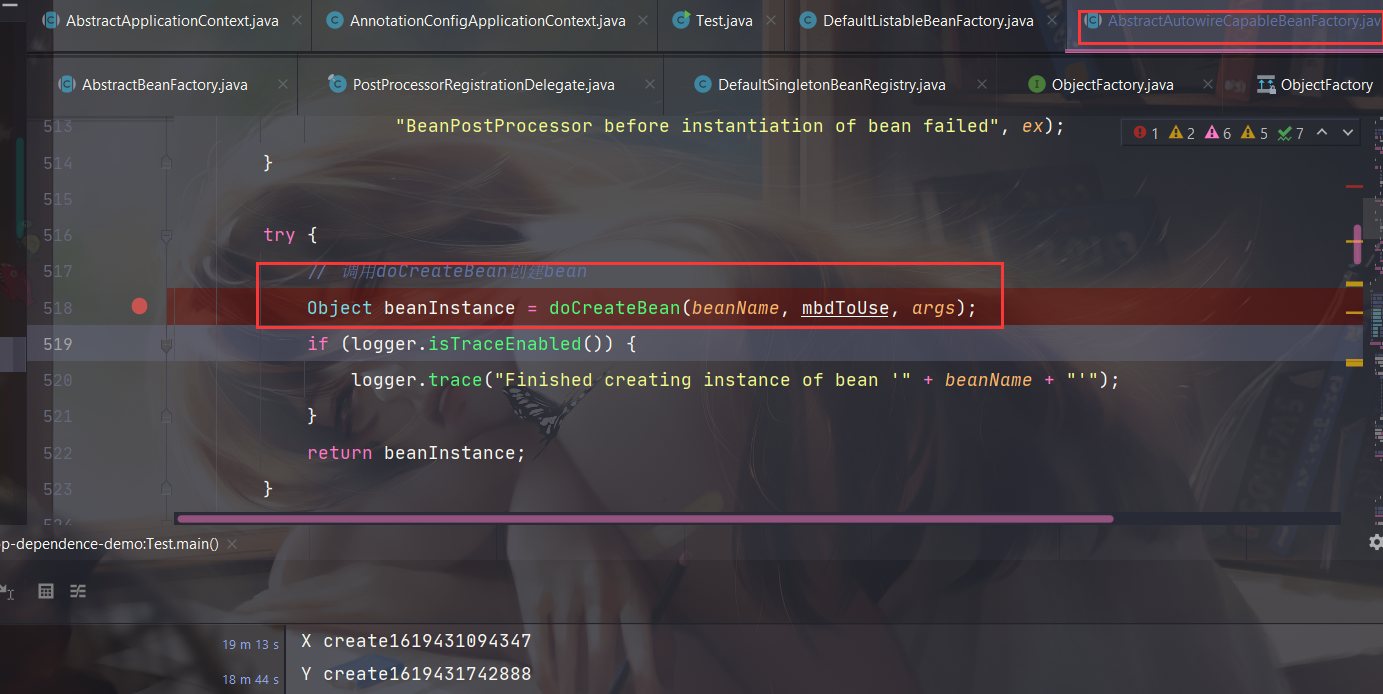 AbstractApplicationContext.java AnnotationConfigApplicationContext.java Test.java DefaultListableBeanFactory.java AbstractAutowireCapableBeanFactory.jav
AbstractBeanFactory.java PostProcessorRegistrationDelegate.java DefaultSingletonBeanRegistry.java ObjectFactory.java ObjectFactory
513 "BeanPostProcessor before instantiation of bean failed", ex); 1 2 6 5 7
514 }
515
516 try {
517 // 调用doCreateBean创建bean
518 Object beanInstance = doCreateBean(beanName, mbdToUse, args);
519 if (logger.isTraceEnabled()) {
520 logger.trace("Finished creating instance of bean '" + beanName + "'");
521 }
522 return beanInstance;
523 }
524
p-dependence-demo:Test.main()
19 m 13 s X create1619431094347
18 m 44 s Y create1619431742888